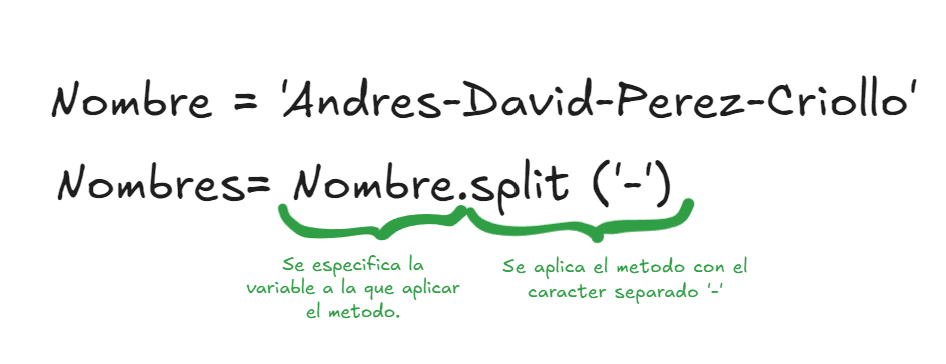 Nombre = 'Andres-David-Perez-Criollo'
Nombres= Nombre.split ('-')
Se especifica la
variable a la que aplicar
el metodo.
Se aplica el metodo con el
caracter separado '-'